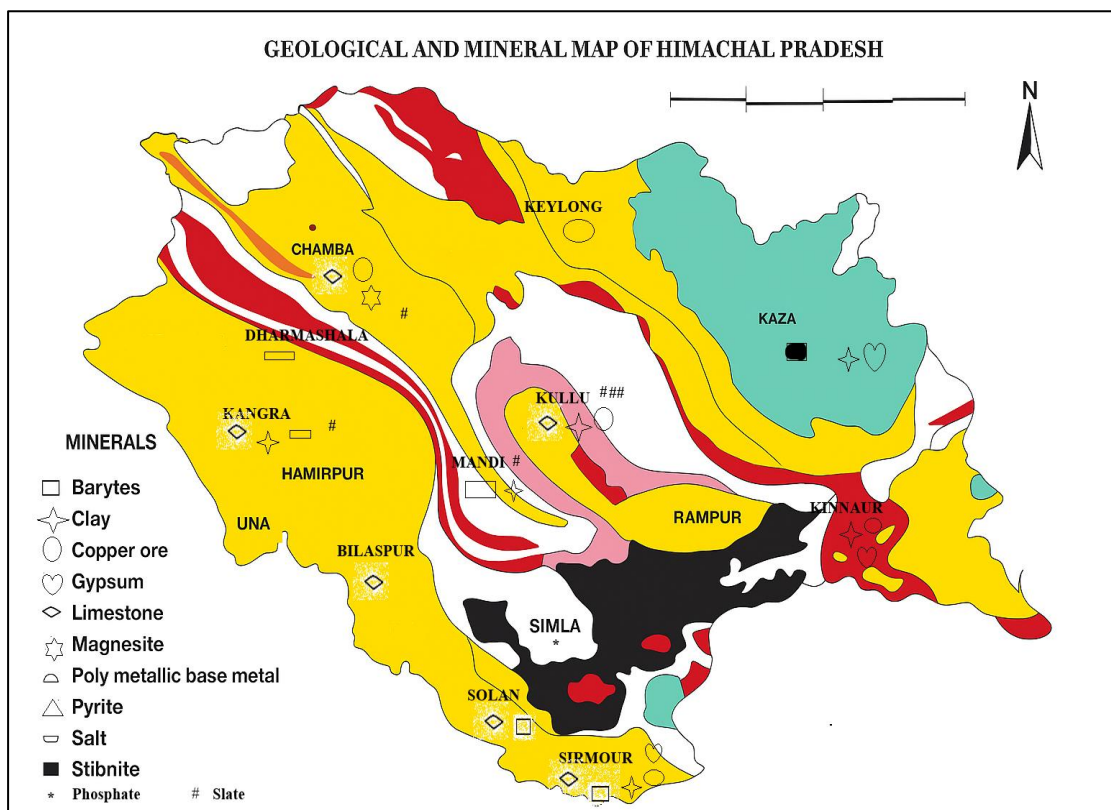 GEOLOGICAL AND MINERAL MAP OF HIMACHAL PRADESH
N
KEYLONG
CHAMBA
#
KAZA
DHARMASHALA
KULLU
# ##
KANGRA
#
MANDI #
HAMIRPUR
KINNAUR
RAMPUR
UNA
BILASPUR
SIMLA
*
SOLAN
SIRMOUR
MINERALS
Barytes
Clay
Copper ore
Gypsum
Limestone
Magnesite
Poly metallic base metal
Pyrite
Salt
Stibnite
* Phosphate # Slate